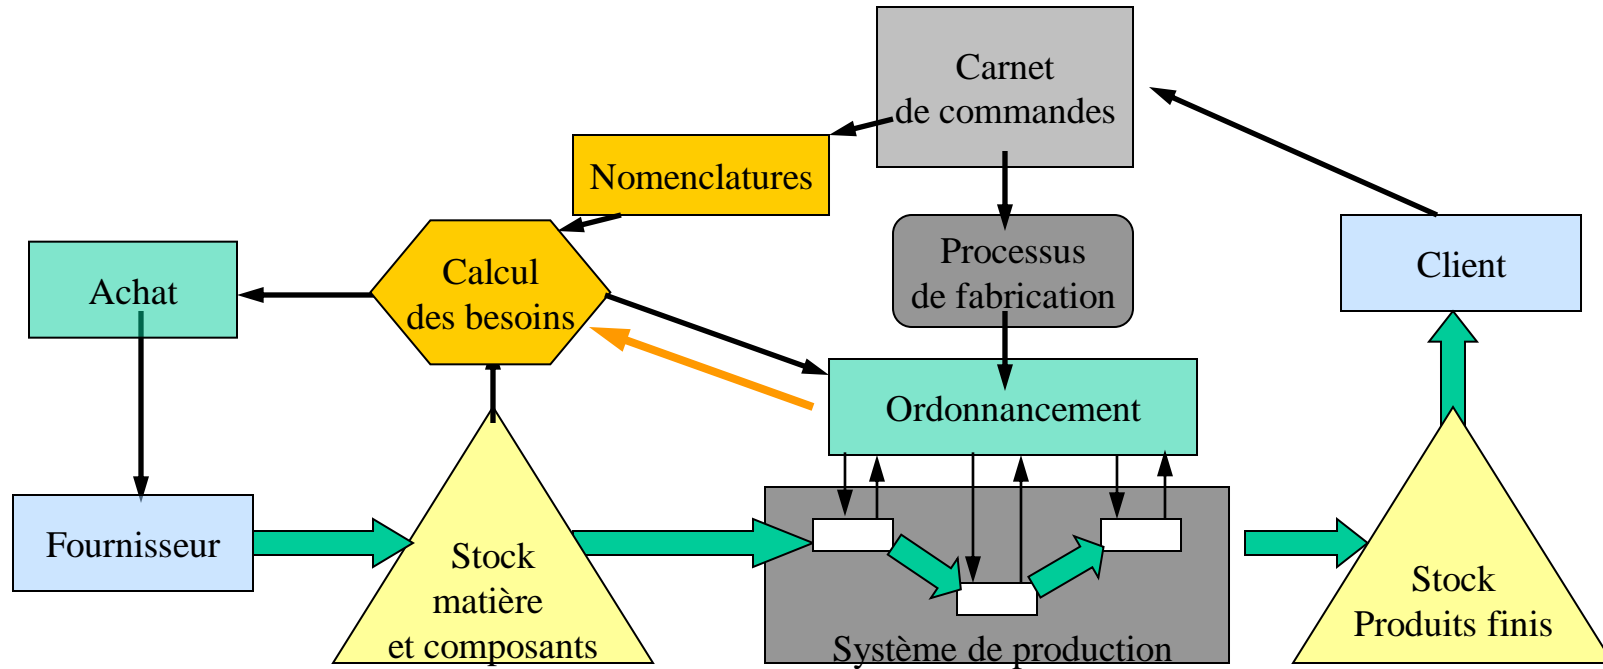 Carnet
de commandes
Nomenclatures
Processus
de fabrication
Client
Achat
Calcul
des besoins
Ordonnancement
Fournisseur
Stock
matière
et composants
Système de production
Stock
Produits finis